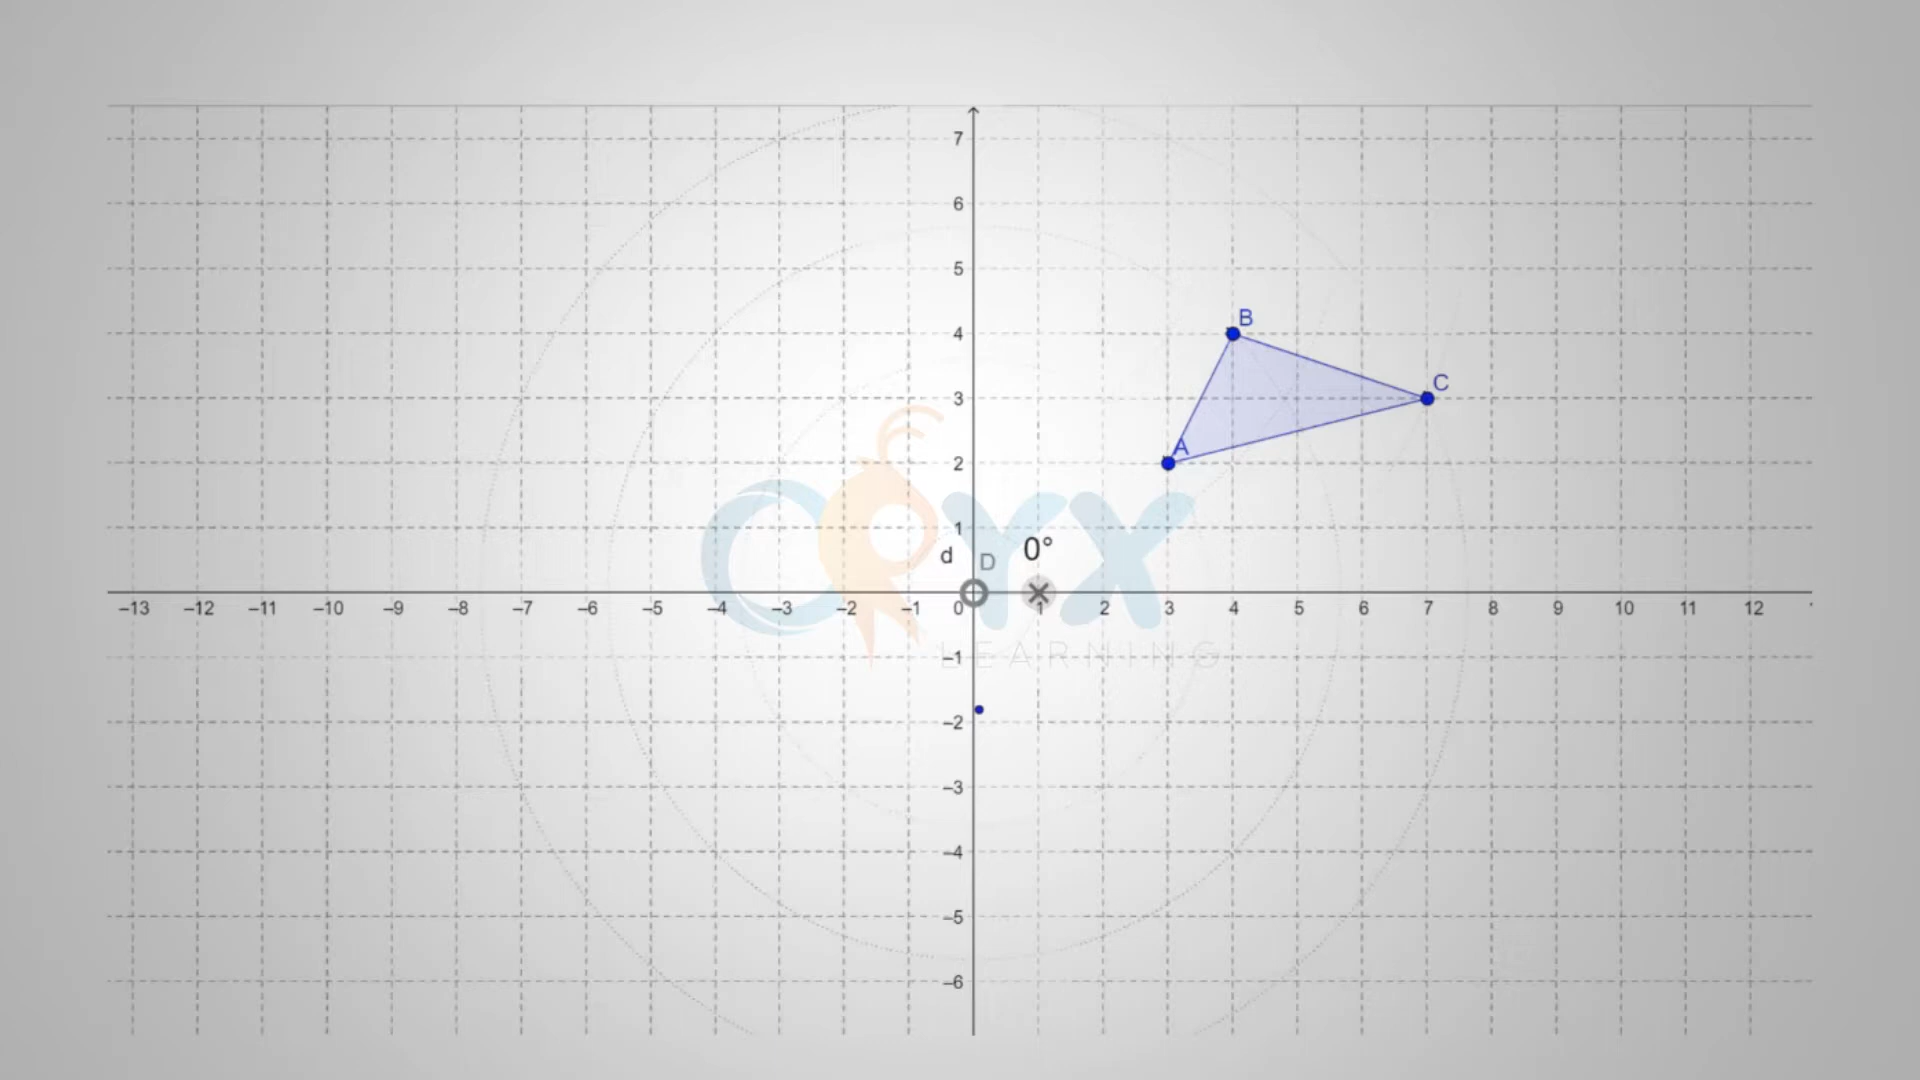 7
6
5
B
4
C
3
A
2
1
d D 0°
–13 –12 –11 –10 –9 –8 –7 –6 –5 –4 –3 –2 –1 0 1 2 3 4 5 6 7 8 9 10 11 12
ORYX
LEARNING
–1
–2
–3
–4
–5
–6